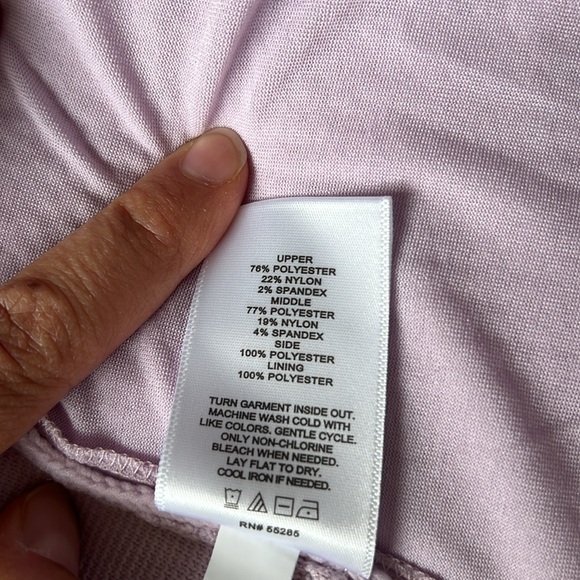 UPPER
76% POLYESTER
22% NYLON
2% SPANDEX
MIDDLE
77% POLYESTER
19% NYLON
4% SPANDEX
SIDE
100% POLYESTER
LINING
100% POLYESTER
TURN GARMENT INSIDE OUT.
MACHINE WASH COLD WITH
LIKE COLORS, GENTLE CYCLE.
ONLY NON-CHLORINE
BLEACH WHEN NEEDED.
LAY FLAT TO DRY.
COOL IRON IF NEEDED.
RN# 55285